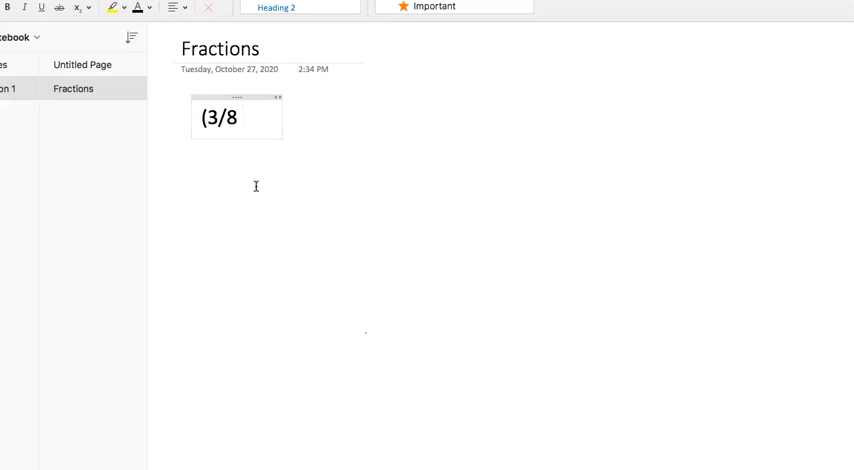 B I U ab x,
A
Heading 2
Important
tebook
es
Untitled Page
on 1
Fractions
Fractions
Tuesday, October 27, 2020 2:34 PM
(3/8